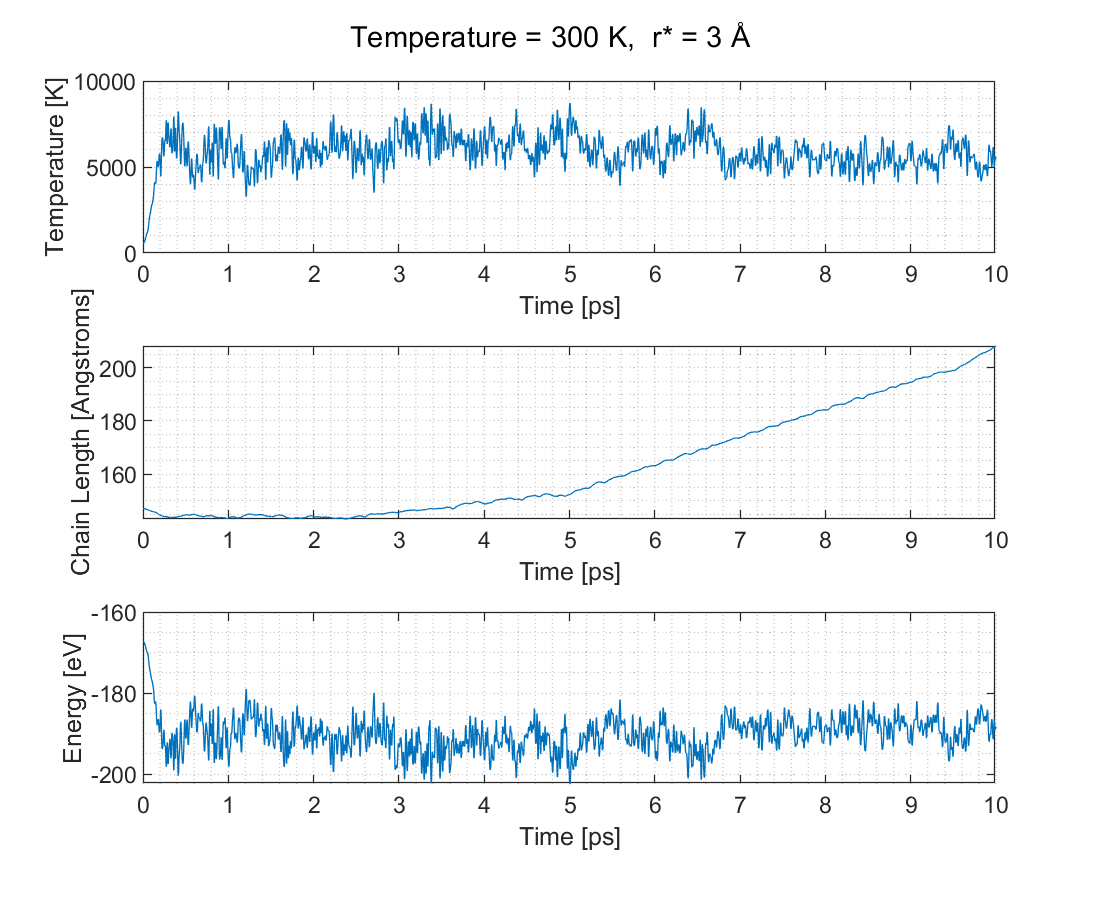 Temperature = 300 K,  r* = 3 Å
Temperature [K]
10000
5000
0
0 1 2 3 4 5 6 7 8 9 10
Time [ps]
Chain Length [Angstroms]
200
180
160
0 1 2 3 4 5 6 7 8 9 10
Time [ps]
Energy [eV]
-160
-180
-200
0 1 2 3 4 5 6 7 8 9 10
Time [ps]